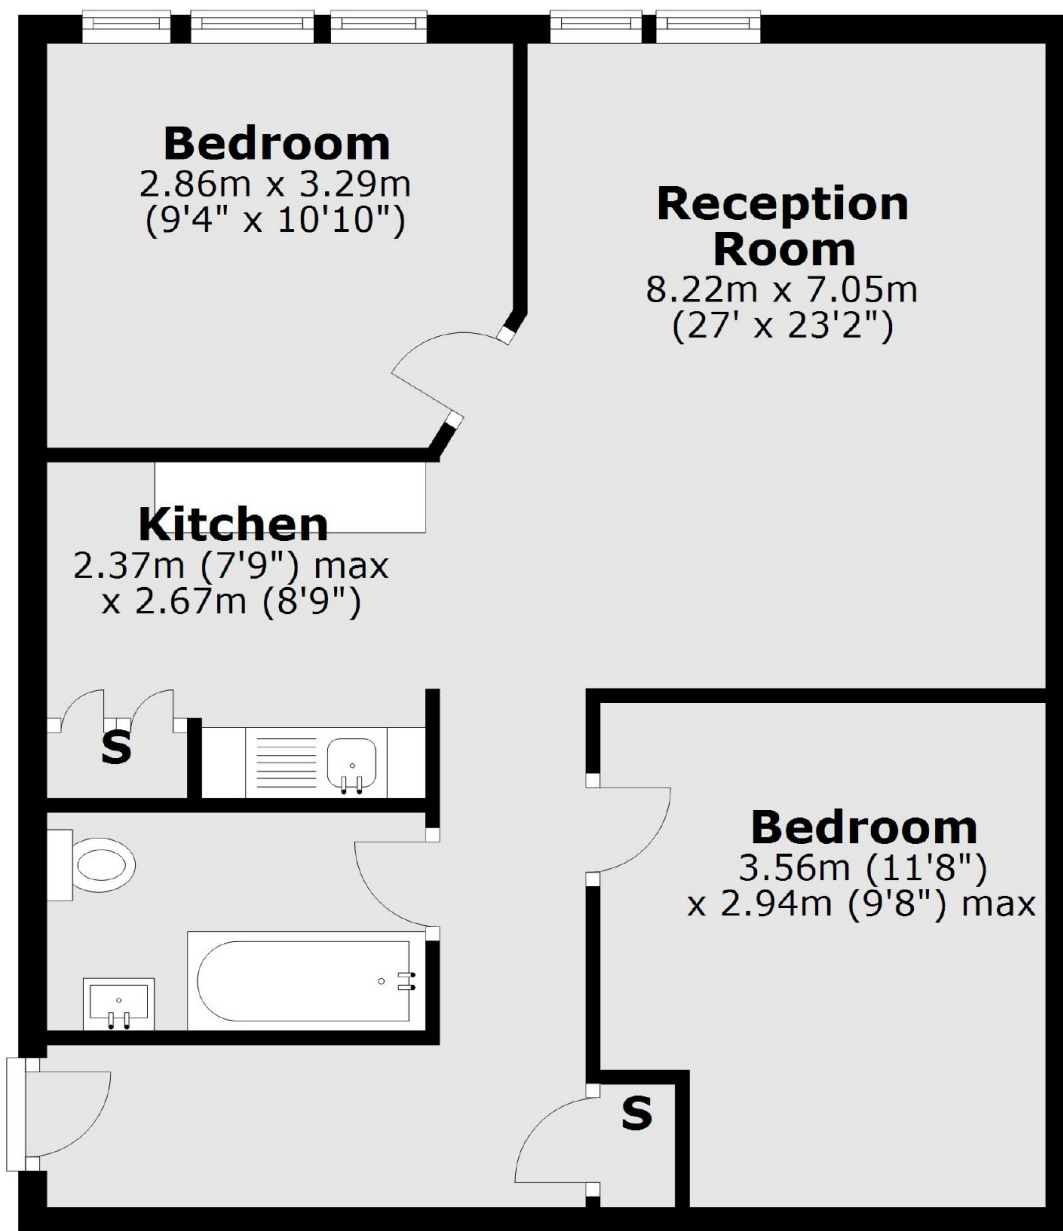 Bedroom
2.86m x 3.29m
(9'4" x 10'10")
Reception
Room
8.22m x 7.05m
(27' x 23'2")
Kitchen
2.37m (7'9") max
x 2.67m (8'9")
S
Bedroom
3.56m (11'8")
x 2.94m (9'8") max
S